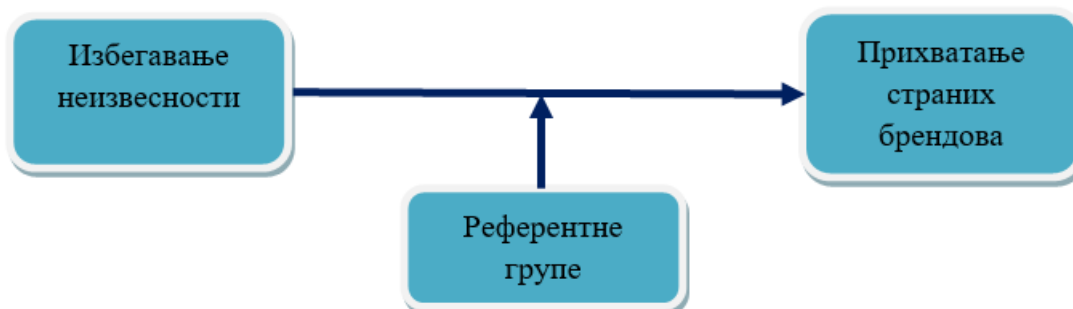 Избегавање
неизвесности
Прихватање
страних
брендова
Референтне
групе